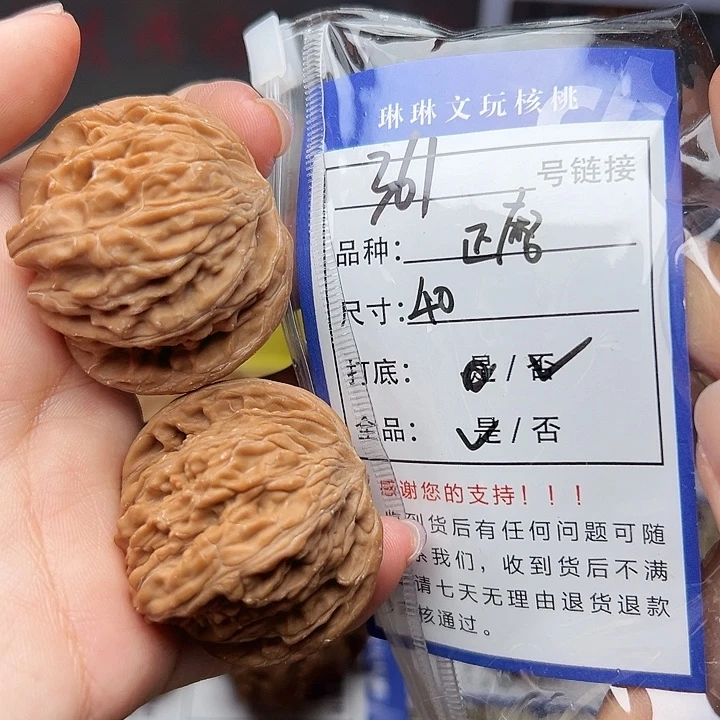 琳琳文玩核桃
361 号链接
品种：正磨
尺寸：40
打底： 是/否
全品： 是/否
感谢您的支持！！！
收到货后有任何问题可随
我们，收到货后不满
请七天无理由退货退款
核通过。